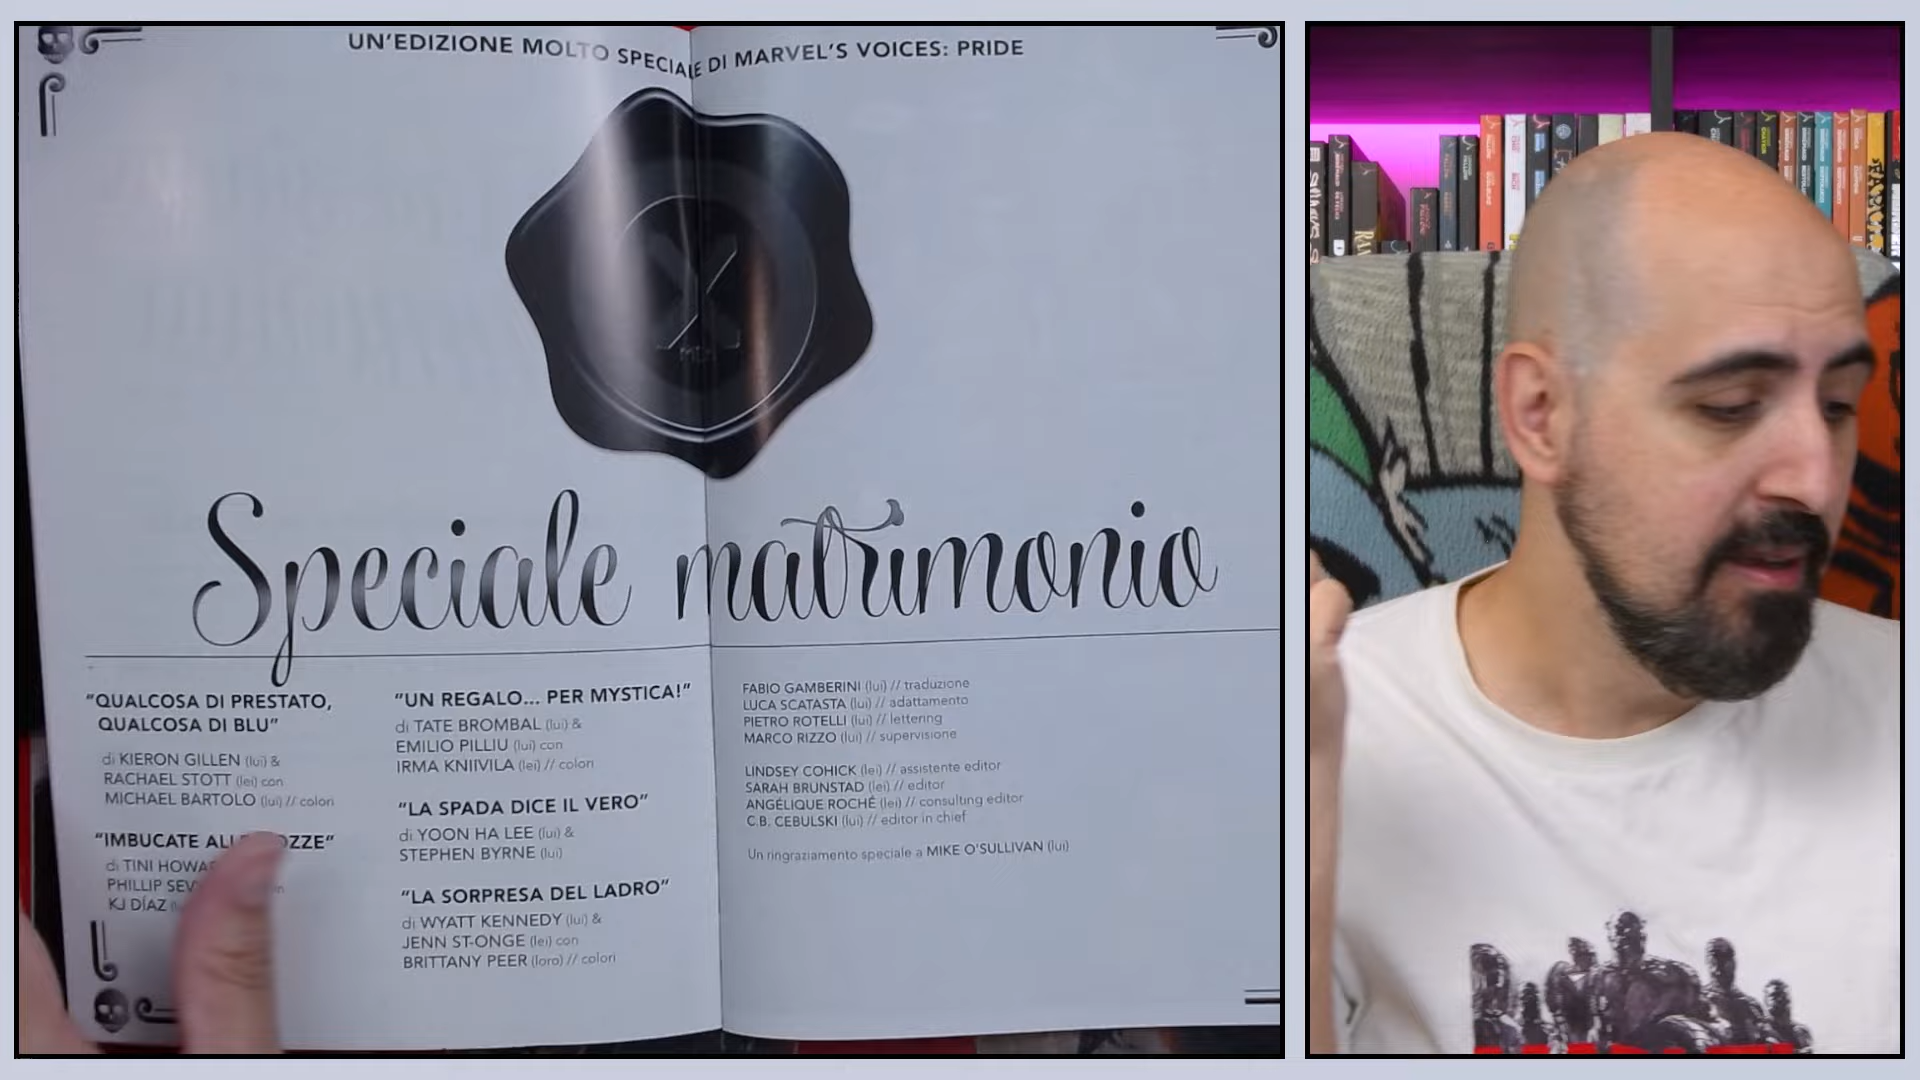 UN'EDIZIONE MOLTO SPECIALE DI MARVEL'S VOICES: PRIDE
Speciale matrimonio
"QUALCOSA DI PRESTATO,
QUALCOSA DI BLU"
di KIERON GILLEN (lui) &
RACHAEL STOTT (lei) con
MICHAEL BARTOLO (lui) // colori
"IMBUCATE
di TINI
PHILLIP
KJ DÍAZ
"UN REGALO... PER MYSTICA!"
di TATE BROMBAL (lui) &
EMILIO PILLIU (lui) con
IRMA KNIIVILA (lei) // colori
"LA SPADA DICE IL VERO"
di YOON HA LEE (lui) &
STEPHEN BYRNE (lui)
"LA SORPRESA DEL LADRO"
di WYATT KENNEDY (lui) &
JENN ST-ONGE (lei) con
BRITTANY PEER (loro) // colori
FABIO GAMBERINI (lui) // traduzione
LUCA SCATASTA (lui) // adattamento
PIETRO ROTELLI (lui) // lettering
MARCO RIZZO (lui) // supervisione
LINDSEY COHICK (lei) // assistente editor
SARAH BRUNSTAD (lei) // editor
ANGÉLIQUE ROCHÉ (lei) // consulting editor
C.B. CEBULSKI (lui) // editor in chief
Un ringraziamento speciale a MIKE O'SULLIVAN (lui)